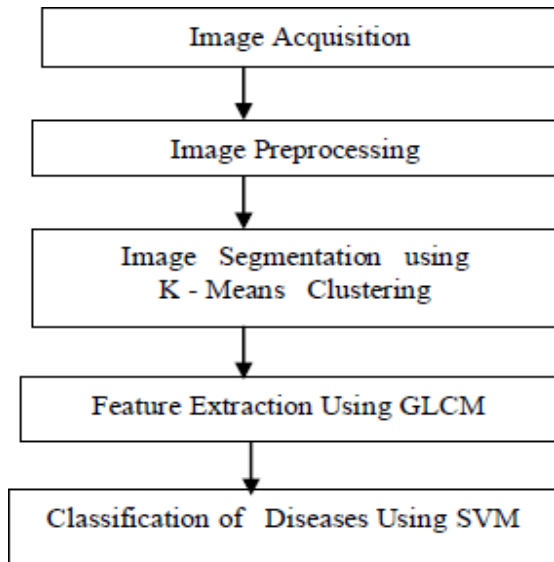 Image Acquisition
Image Preprocessing
Image Segmentation using
K - Means Clustering
Feature Extraction Using GLCM
Classification of Diseases Using SVM